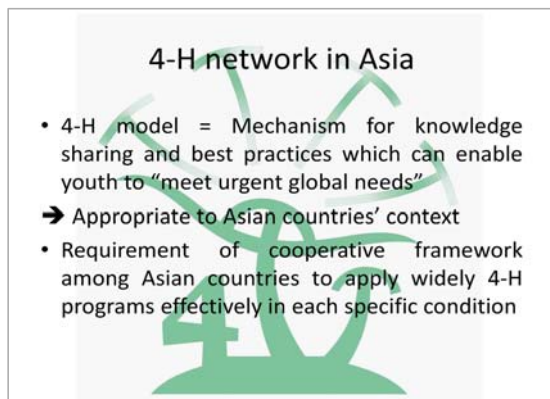 4-H network in Asia
• 4-H model = Mechanism for knowledge
sharing and best practices which can enable
youth to “meet urgent global needs”
➔ Appropriate to Asian countries’ context
• Requirement of cooperative framework
among Asian countries to apply widely 4-H
programs effectively in each specific condition
4